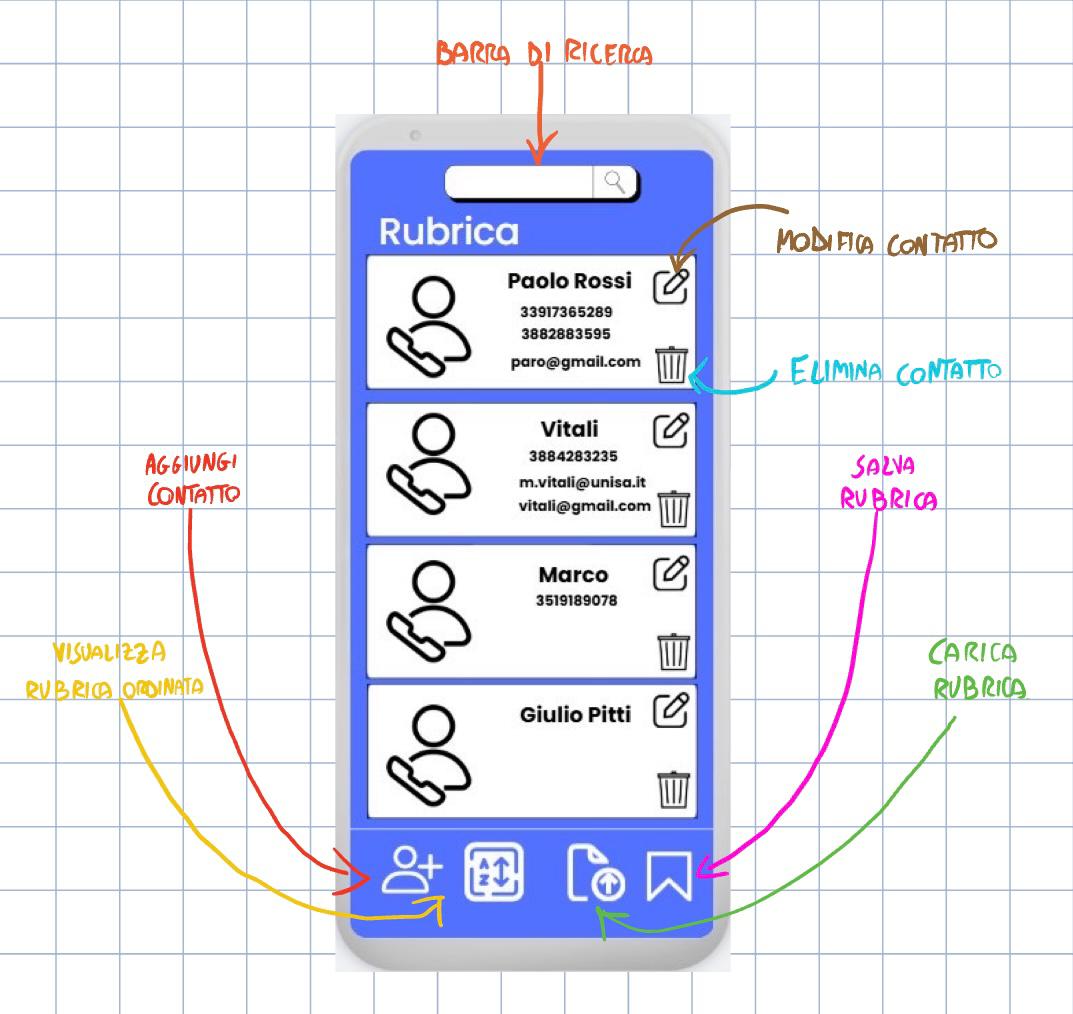 BARRA DI RICERCA
Rubrica
MODIFICA CONTATTO
Paolo Rossi
33917365289
3882883595
paro@gmail.com
ELIMINA CONTATTO
Vitali
3884283235
m.vitali@unisa.it
vitali@gmail.com
AGGIUNGI
CONTATTO
SALVA
RUBRICA
Marco
3519189078
VISUALIZZA
RUBRICA ORDINATA
CARICA
RUBRICA
Giulio Pitti
A
Z